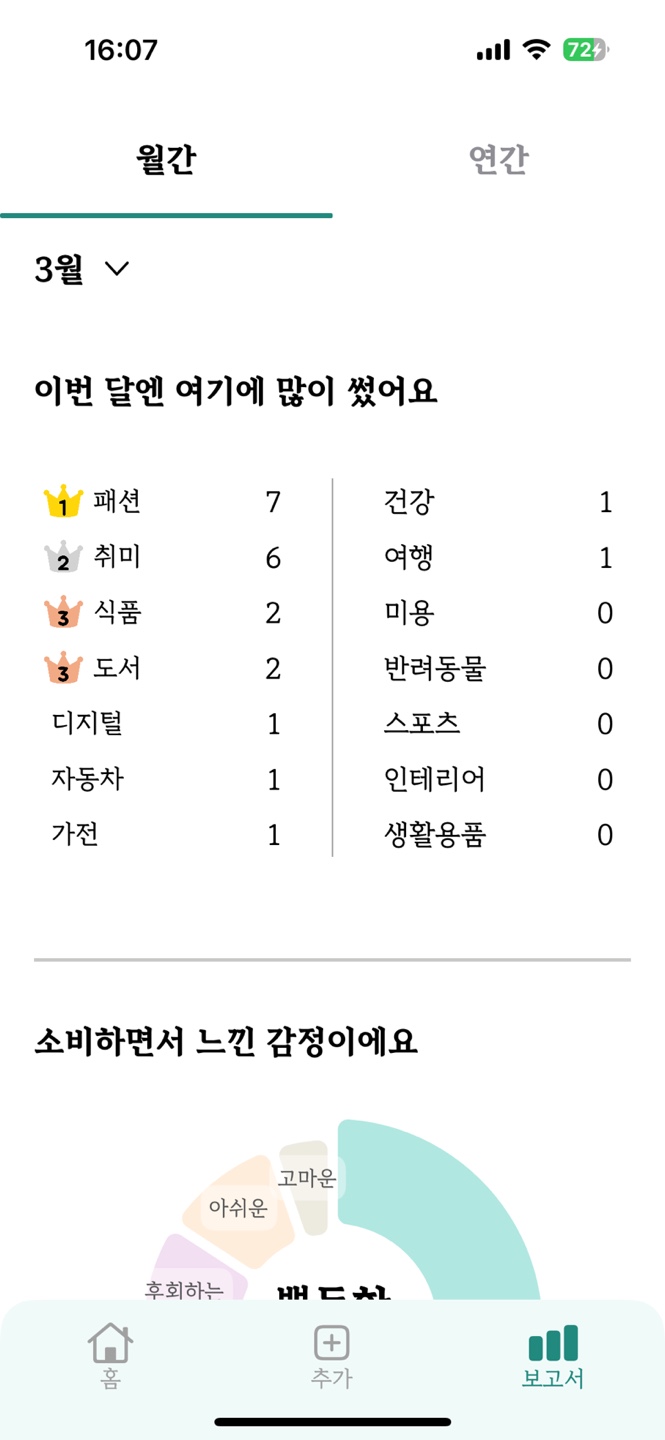 16:07
72
월간
연간
3월
이번 달엔 여기에 많이 썼어요
1 패션 7
2 취미 6
3 식품 2
3 도서 2
디지털 1
자동차 1
가전 1
건강 1
여행 1
미용 0
반려동물 0
스포츠 0
인테리어 0
생활용품 0
소비하면서 느낀 감정이에요
고마운
아쉬운
후회하는
홈
추가
보고서